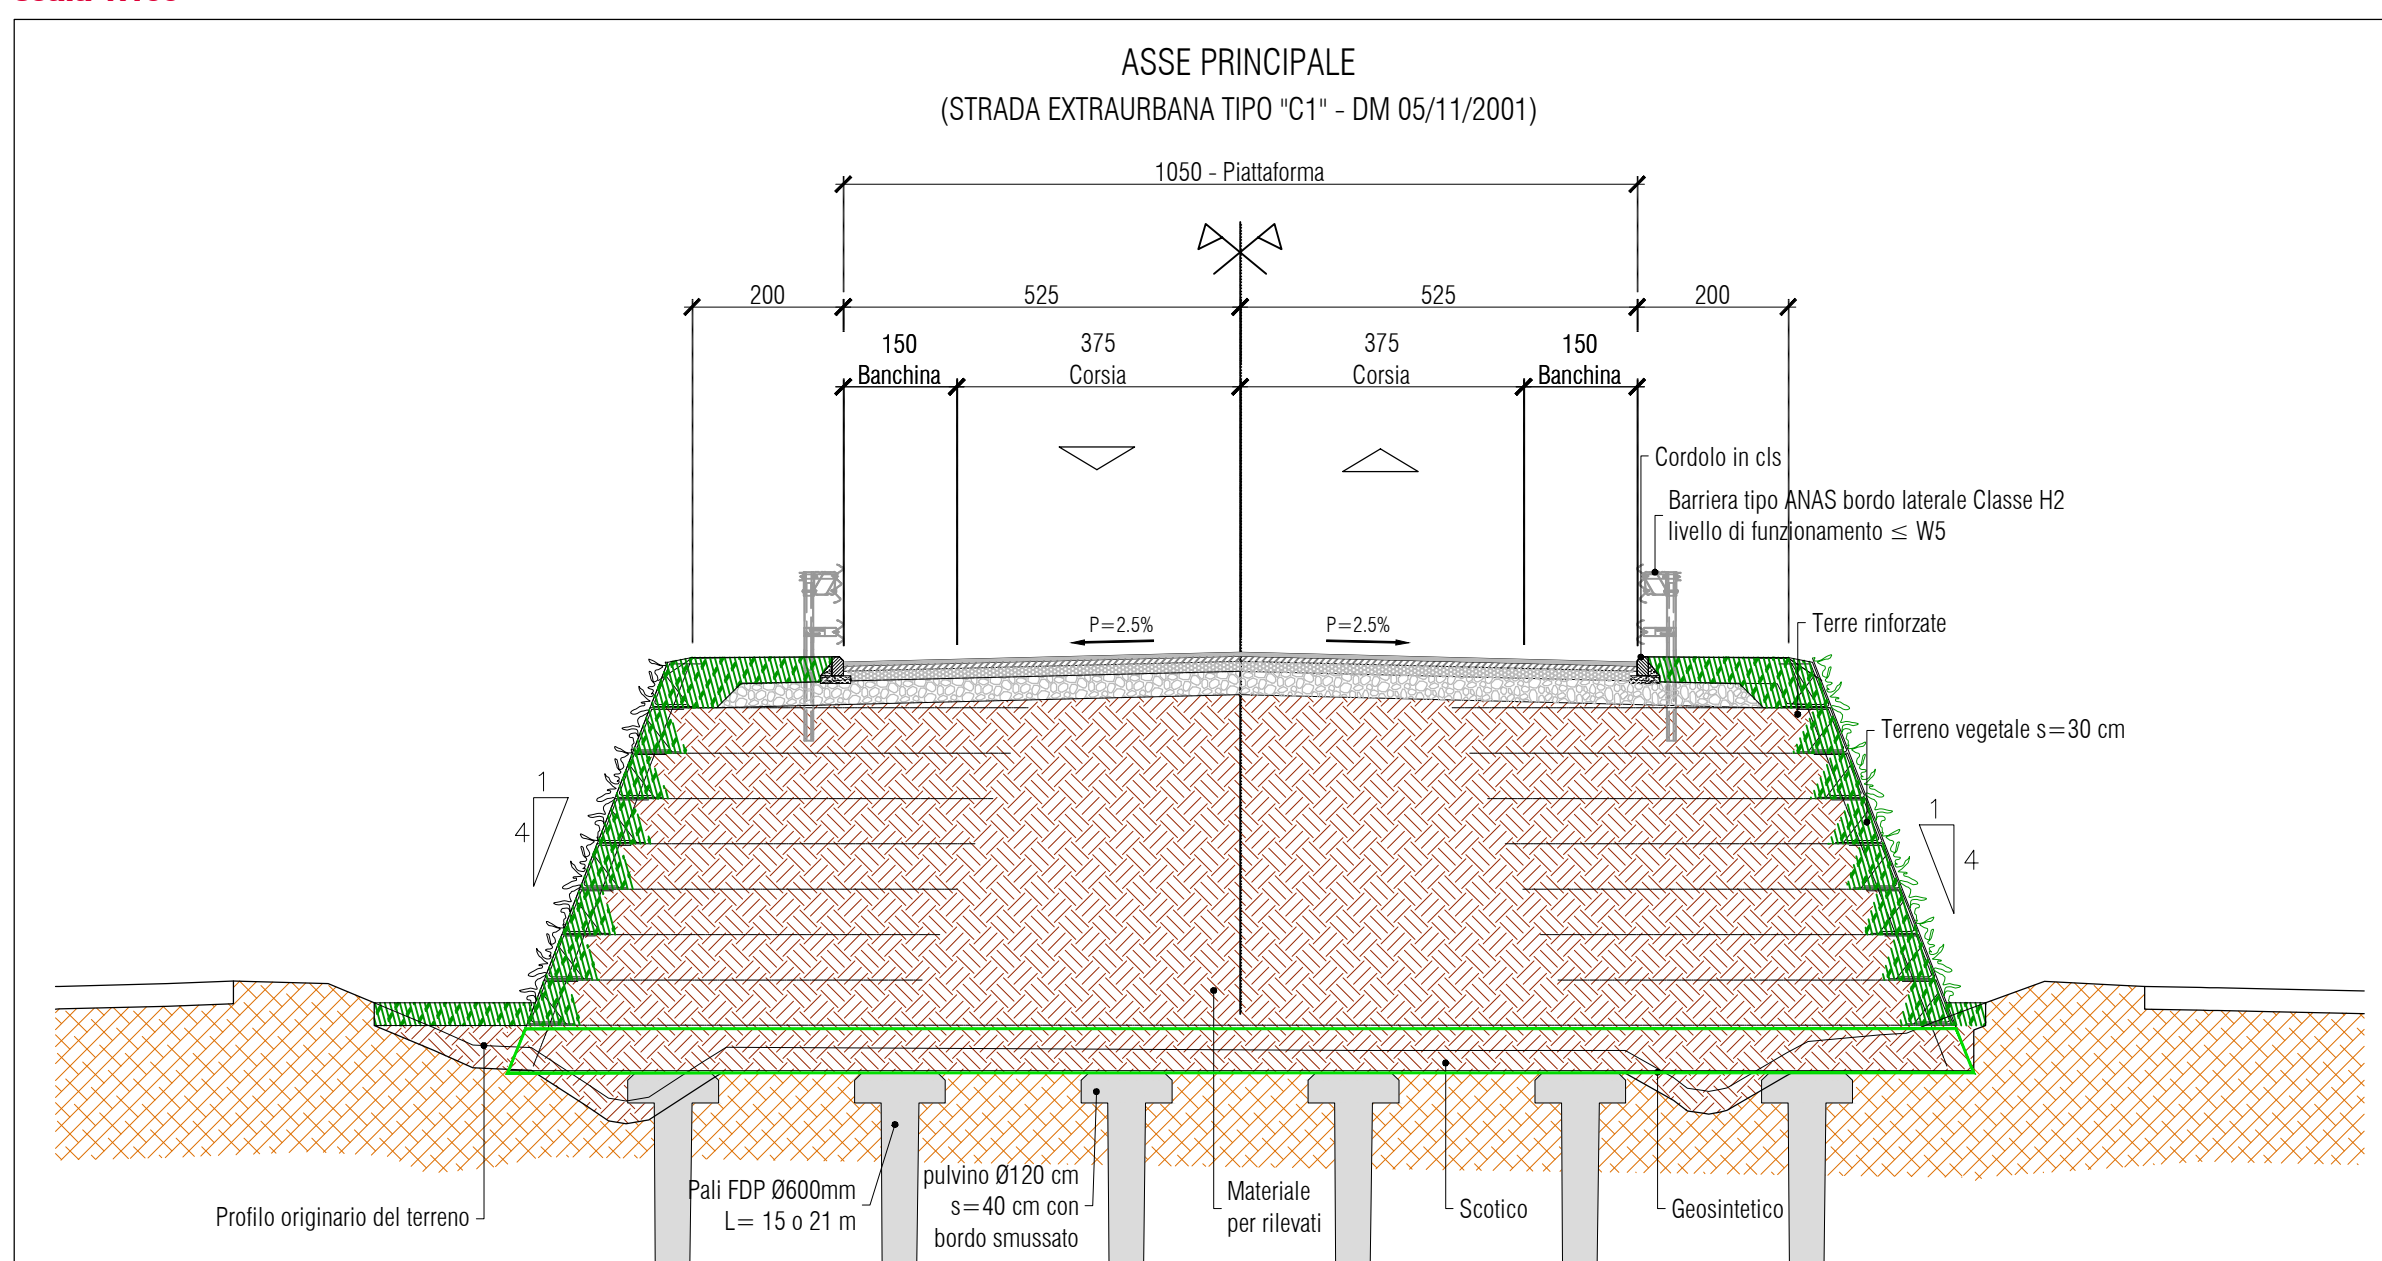 ASSE PRINCIPALE
(STRADA EXTRAURBANA TIPO "C1" - DM 05/11/2001)
1050 - Piattaforma
200 525 525 200
150 375 375 150
Banchina Corsia Corsia Banchina
Cordolo in cls
Barriera tipo ANAS bordo laterale Classe H2
livello di funzionamento ≤ W5
P=2.5% P=2.5%
Terre rinforzate
Terreno vegetale s=30 cm
1
4
1
4
Profilo originario del terreno
Pali FDP Ø600mm
L= 15 o 21 m
pulvino Ø120 cm
s=40 cm con
bordo smussato
Materiale
per rilevati
Scotico
Geosintetico